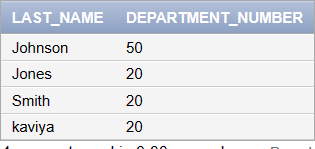 LAST_NAME DEPARTMENT_NUMBER
Johnson 50
Jones 20
Smith 20
kaviya 20